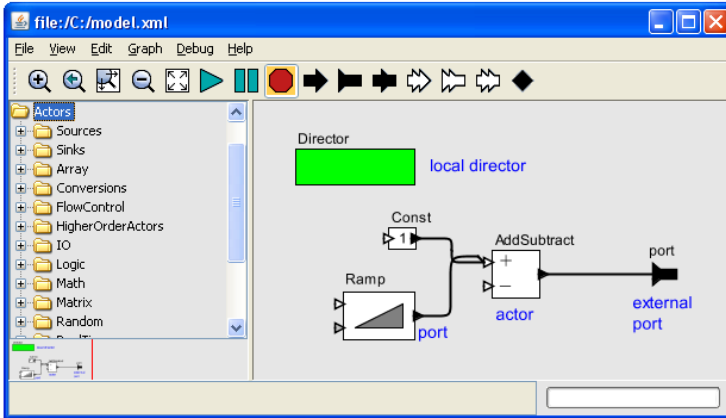 file:/C:/model.xml
File View Edit Graph Debug Help
Actors
Sources
Sinks
Array
Conversions
FlowControl
HigherOrderActors
IO
Logic
Math
Matrix
Random
Director
local director
Const
1
AddSubtract
+
−
port
Ramp
port
actor
external
port